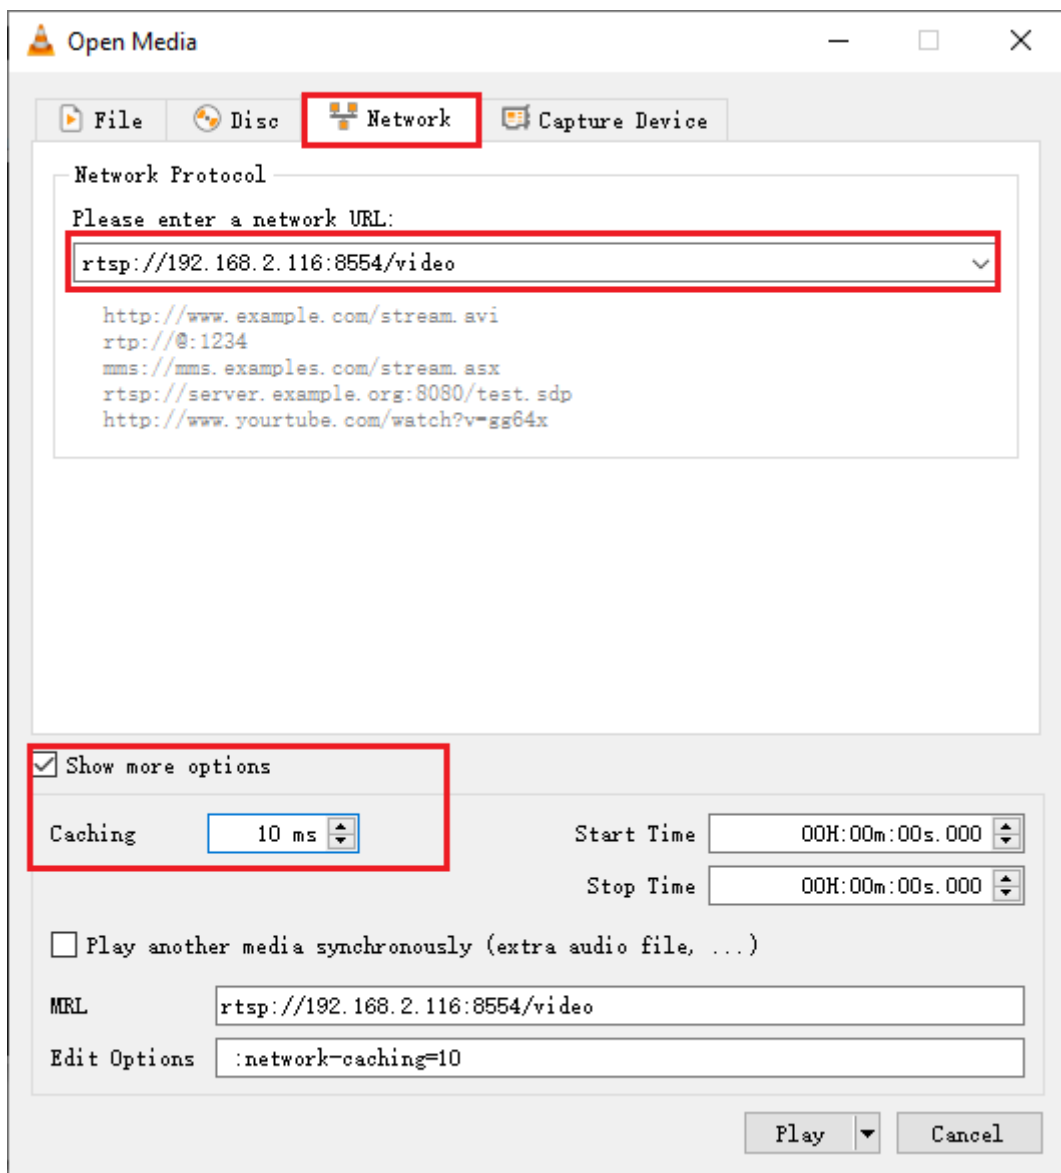 Open Media
File Disc Network Capture Device
Network Protocol
Please enter a network URL:
rtsp://192.168.2.116:8554/video
http://www.example.com/stream.avi
rtp://@:1234
mms://mms.examples.com/stream.asx
rtsp://server.example.org:8080/test.sdp
http://www.yourtube.com/watch?v=gg64x
Show more options
Caching 10 ms Start Time 00H:00m:00s.000
Stop Time 00H:00m:00s.000
Play another media synchronously (extra audio file, ...)
MRL rtsp://192.168.2.116:8554/video
Edit Options :network-caching=10
Play Cancel